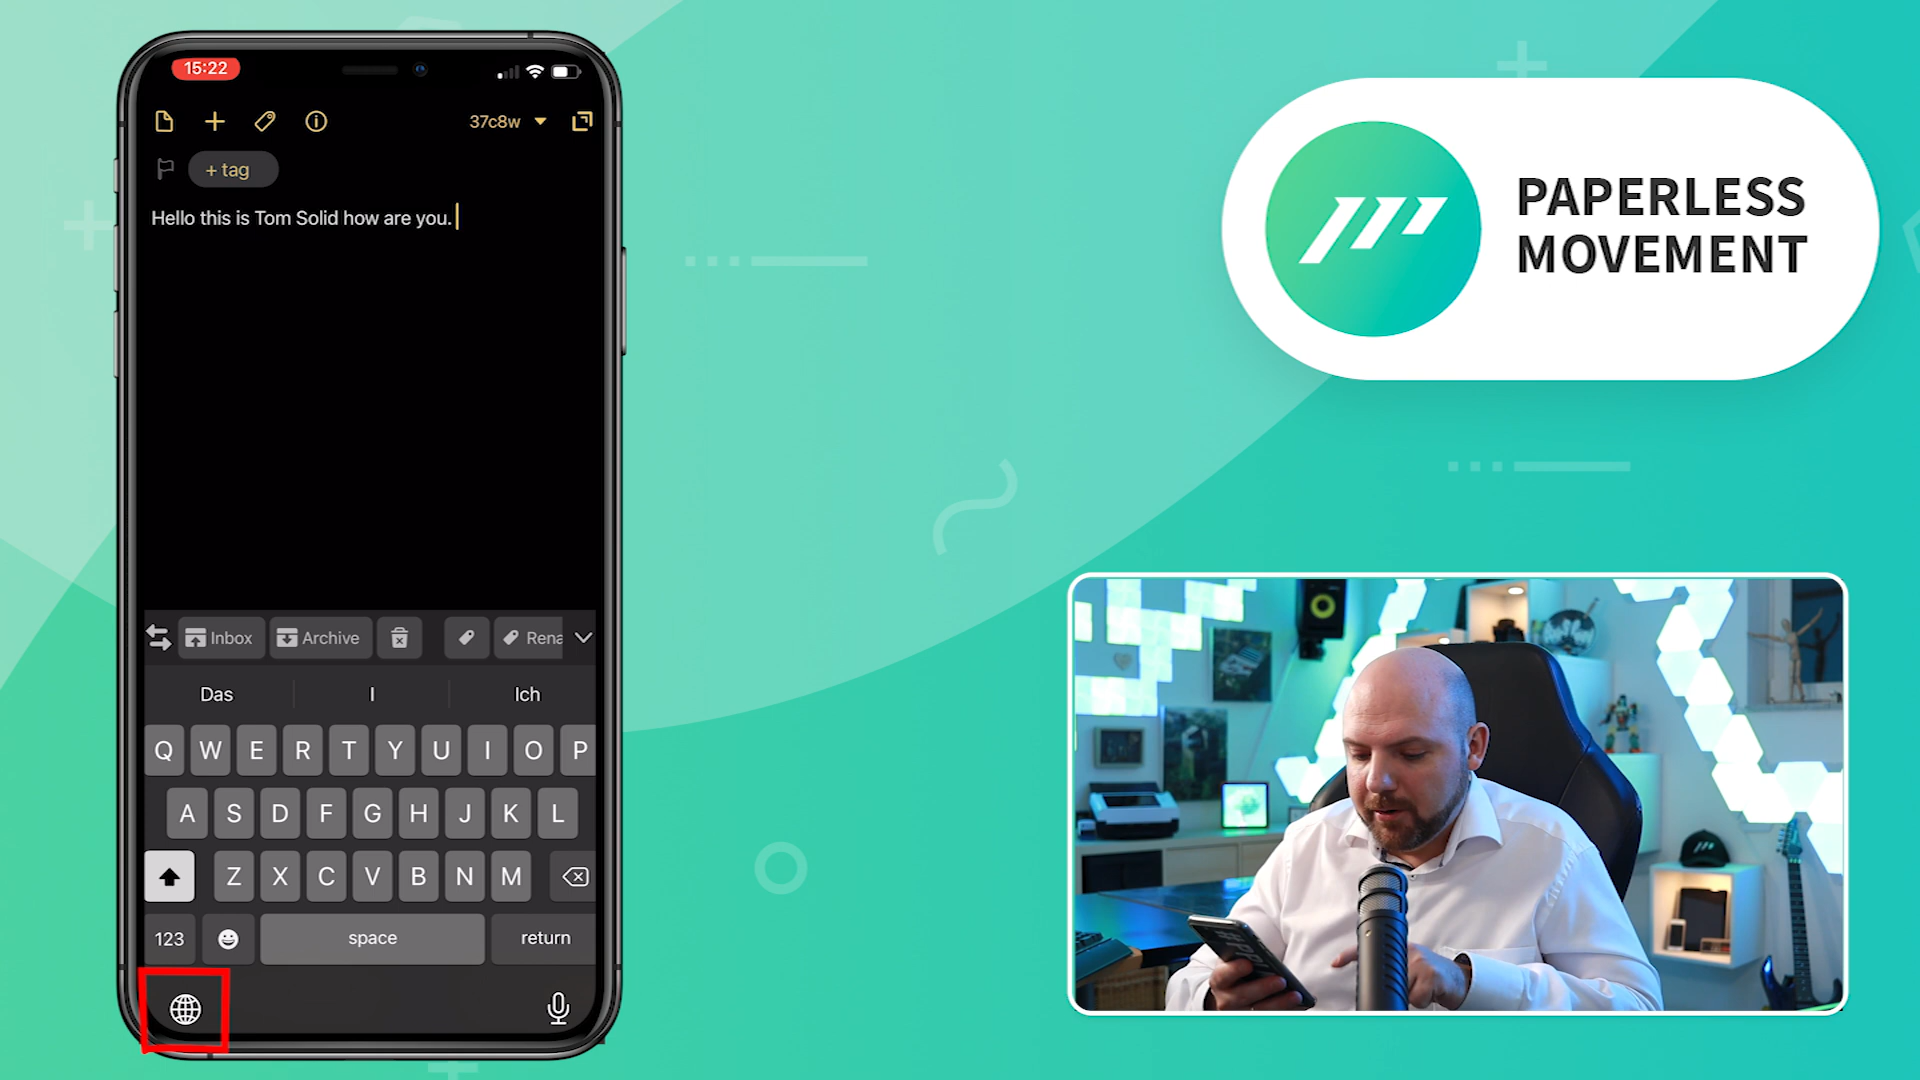 15:22
37c8w
+ tag
Hello this is Tom Solid how are you.
Inbox Archive Rena
Das I Ich
Q W E R T Y U I O P
A S D F G H J K L
Z X C V B N M
123 space return
PAPERLESS
MOVEMENT